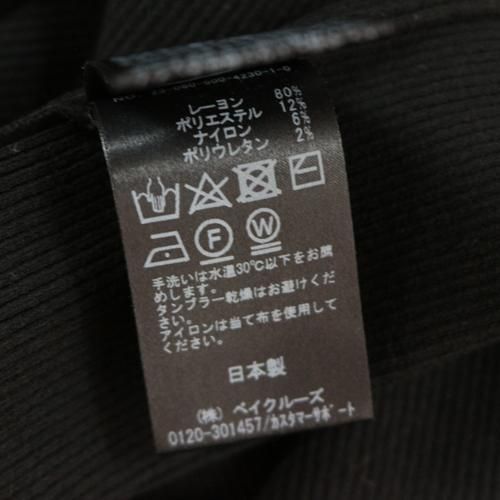 レーヨン 80%
ポリエステル 12%
ナイロン 6%
ポリウレタン 2%
F W
手洗いは水温30℃以下をお薦
めします。
タンブラー乾燥はお避けくだ
さい。
アイロンは当て布を使用して
ください。
日本製
(株) ベイクルーズ
0120-301457/カスタマーサポート